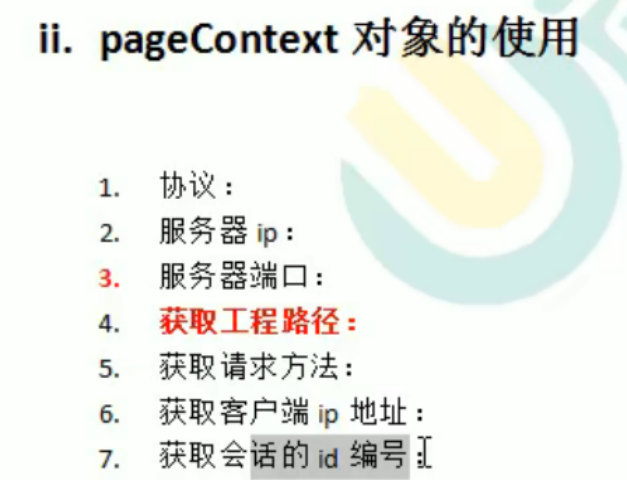 ii. pageContext 对象的使用
1. 协议：
2. 服务器 ip：
3. 服务器端口：
4. 获取工程路径：
5. 获取请求方法：
6. 获取客户端 ip 地址：
7. 获取会话的 id 编号：